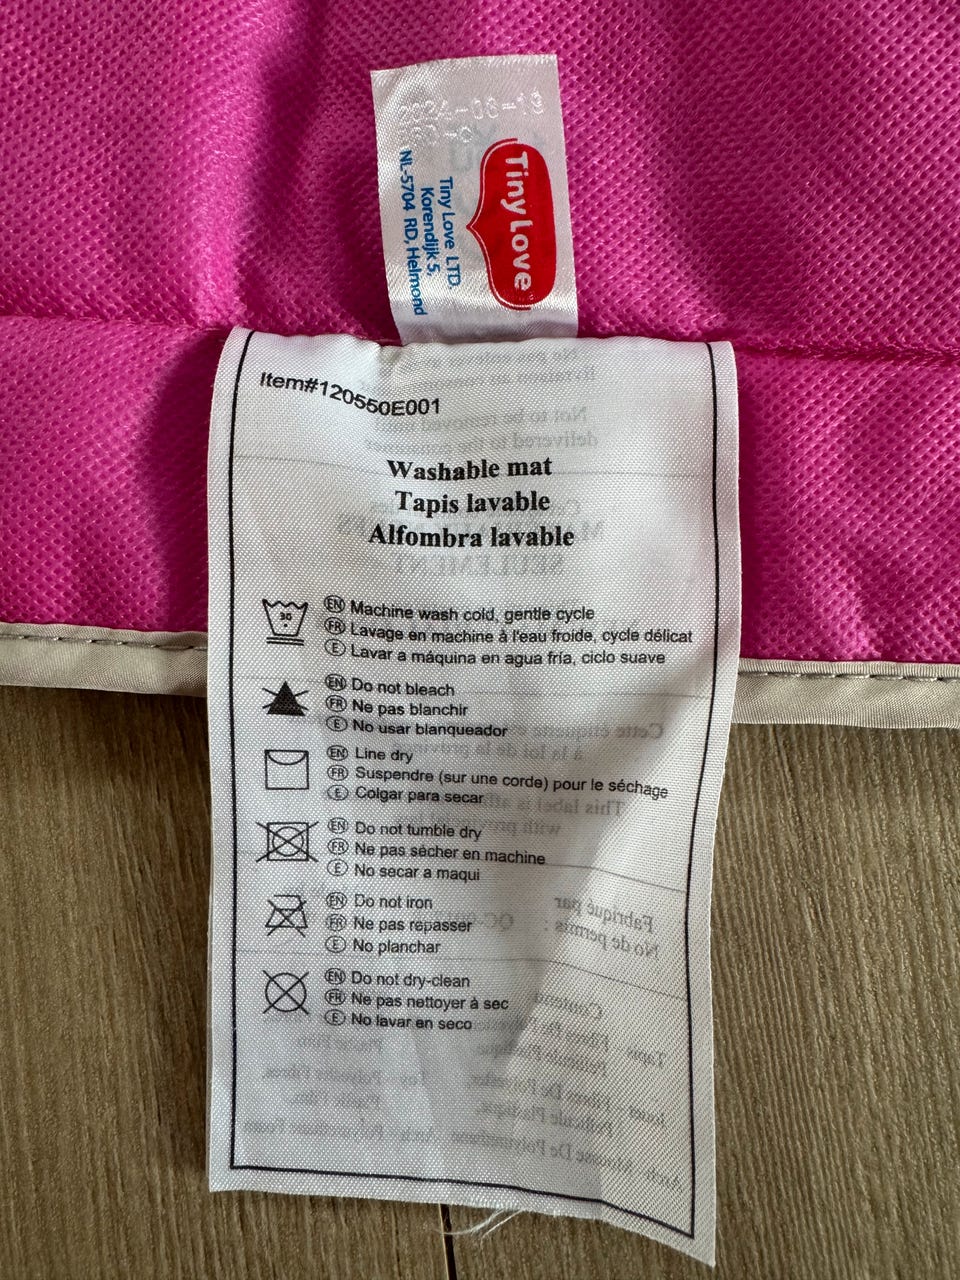 2024-06-19
Tiny Love
Tiny Love LTD.
Korendijk 5,
NL-5704 RD, Helmond
Item#120550E001
Washable mat
Tapis lavable
Alfombra lavable
30
EN Machine wash cold, gentle cycle
FR Lavage en machine à l'eau froide, cycle délicat
E Lavar a máquina en agua fría, ciclo suave
EN Do not bleach
FR Ne pas blanchir
E No usar blanqueador
EN Line dry
FR Suspendre (sur une corde) pour le séchage
E Colgar para secar
EN Do not tumble dry
FR Ne pas sécher en machine
E No secar a maqui
EN Do not iron
FR Ne pas repasser
E No planchar
EN Do not dry-clean
FR Ne pas nettoyer à sec
E No lavar en seco